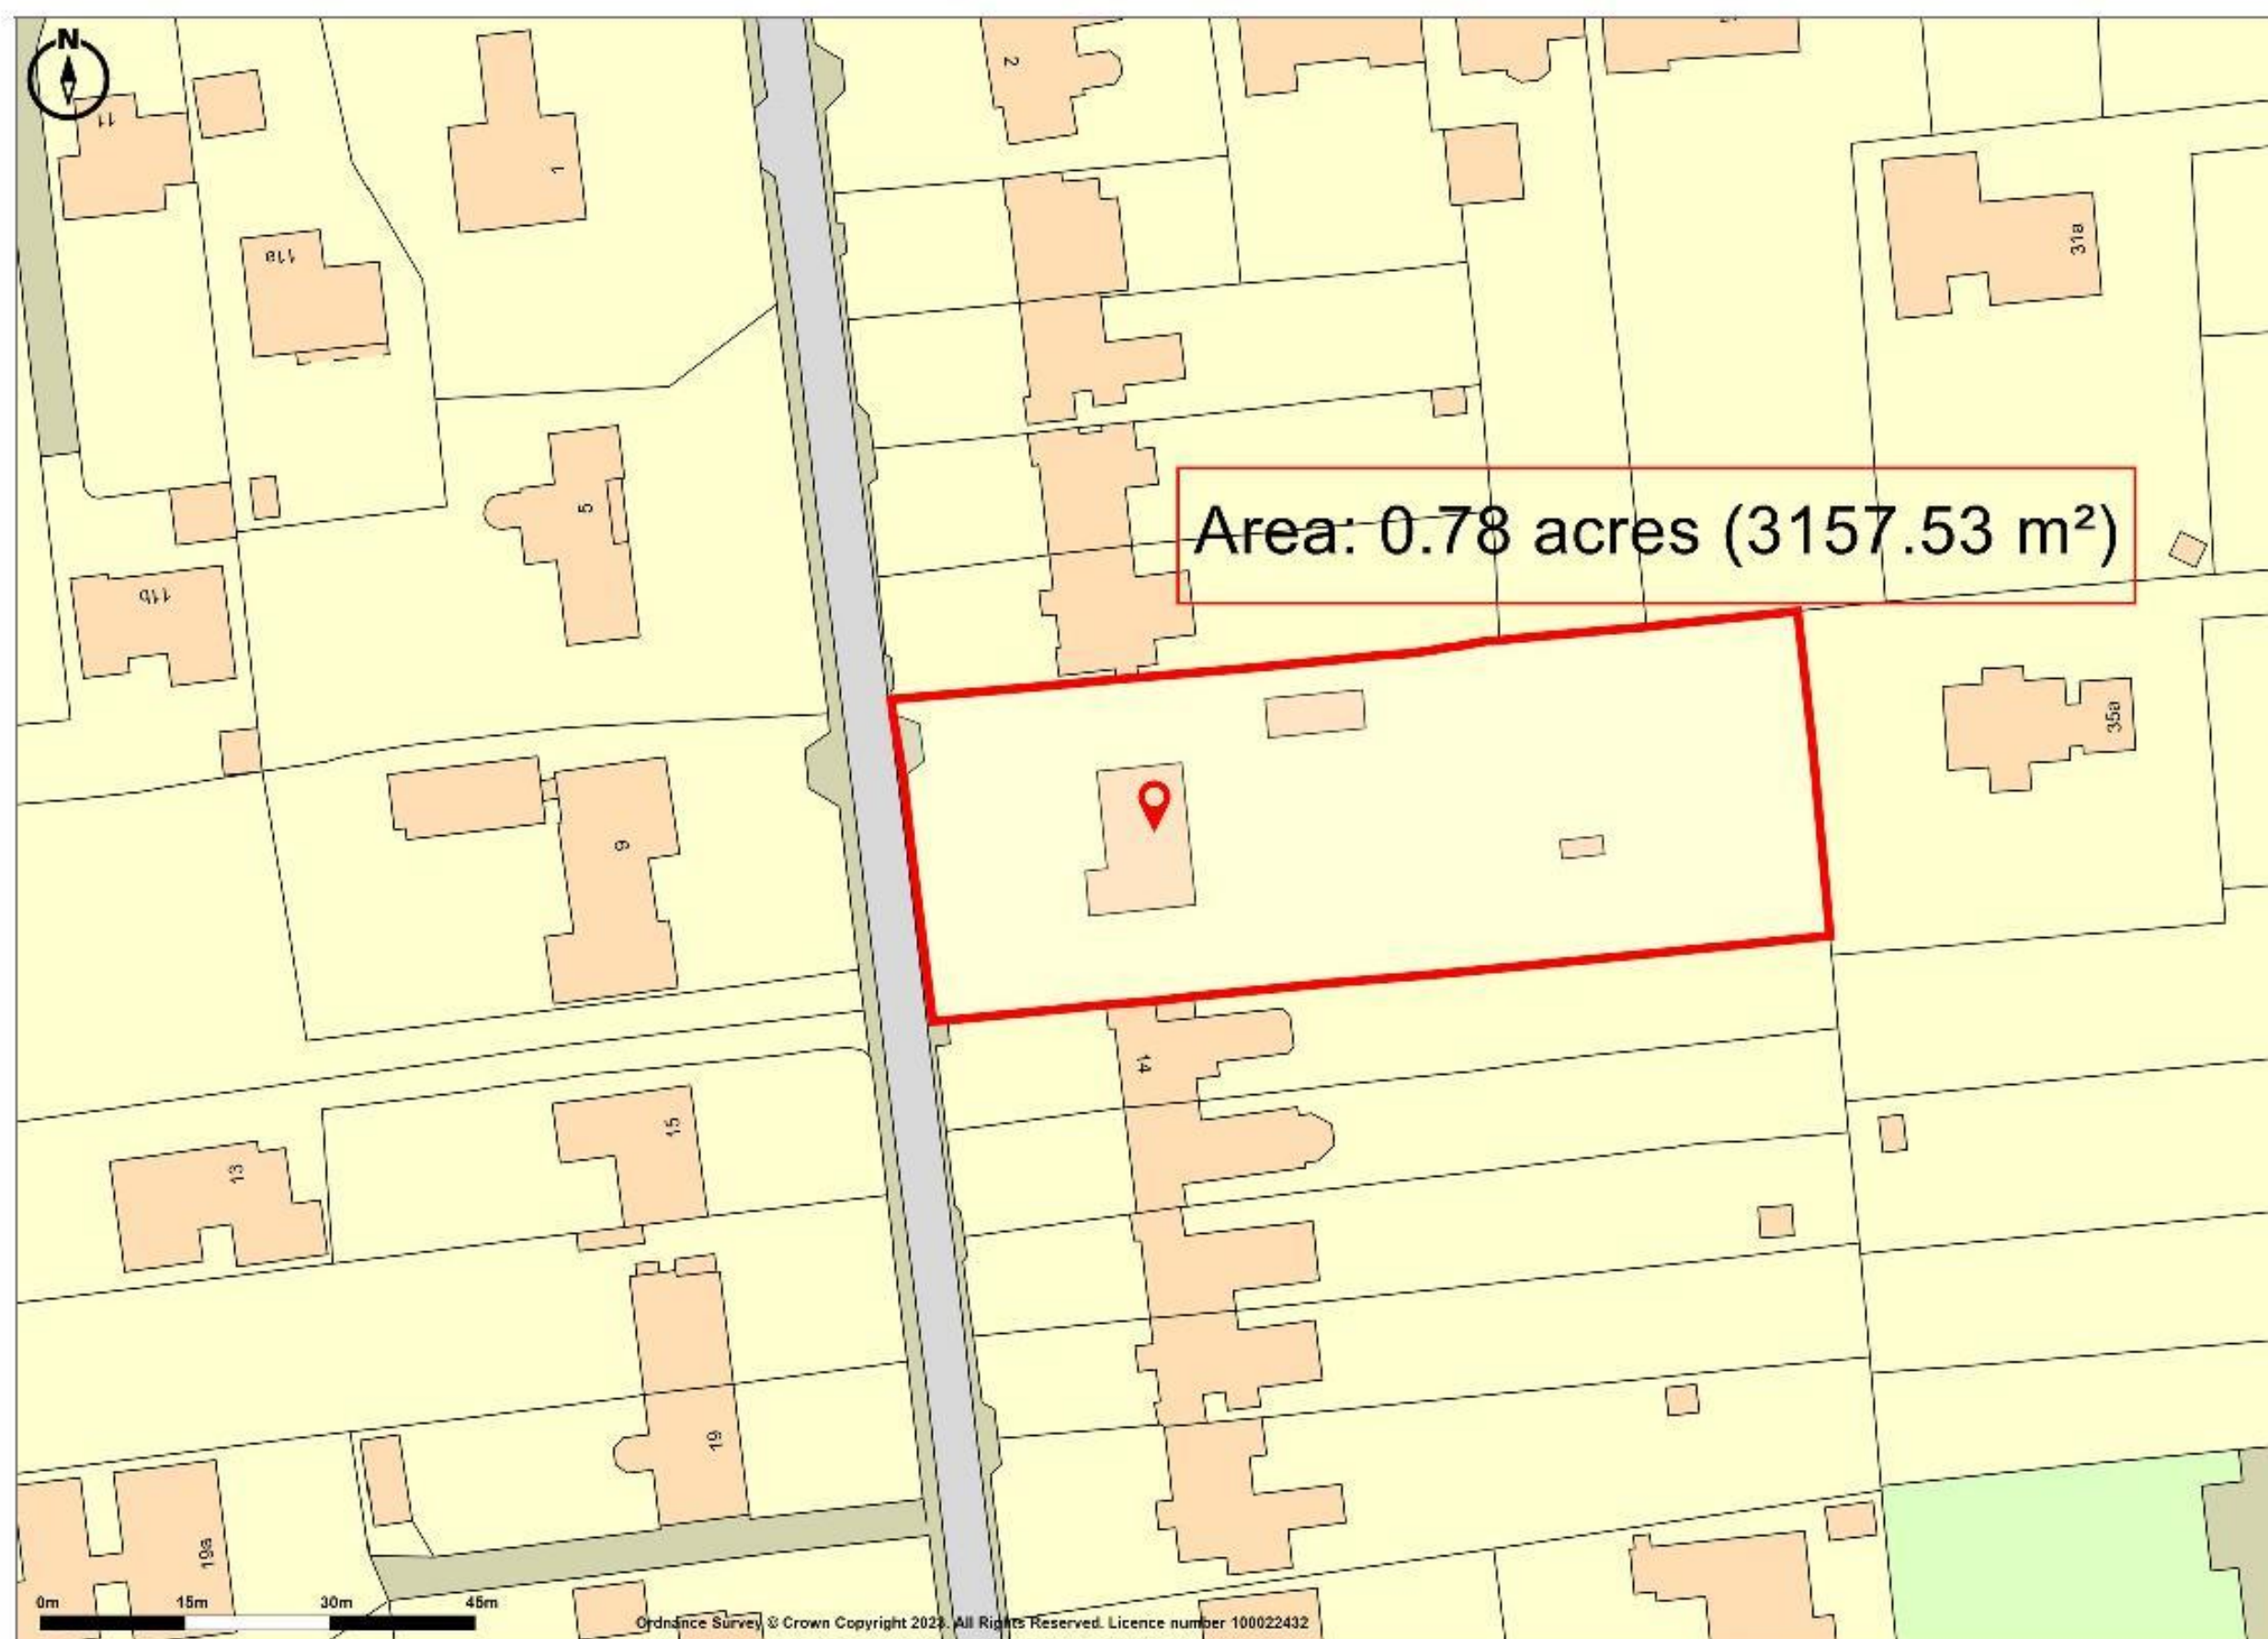 N
11
1
2
11a
31a
5
Area: 0.78 acres (3157.53 m²)
11b
35a
9
14
15
13
19
19a
0m 15m 30m 45m
Ordnance Survey © Crown Copyright 2023. All Rights Reserved. Licence number 100022432